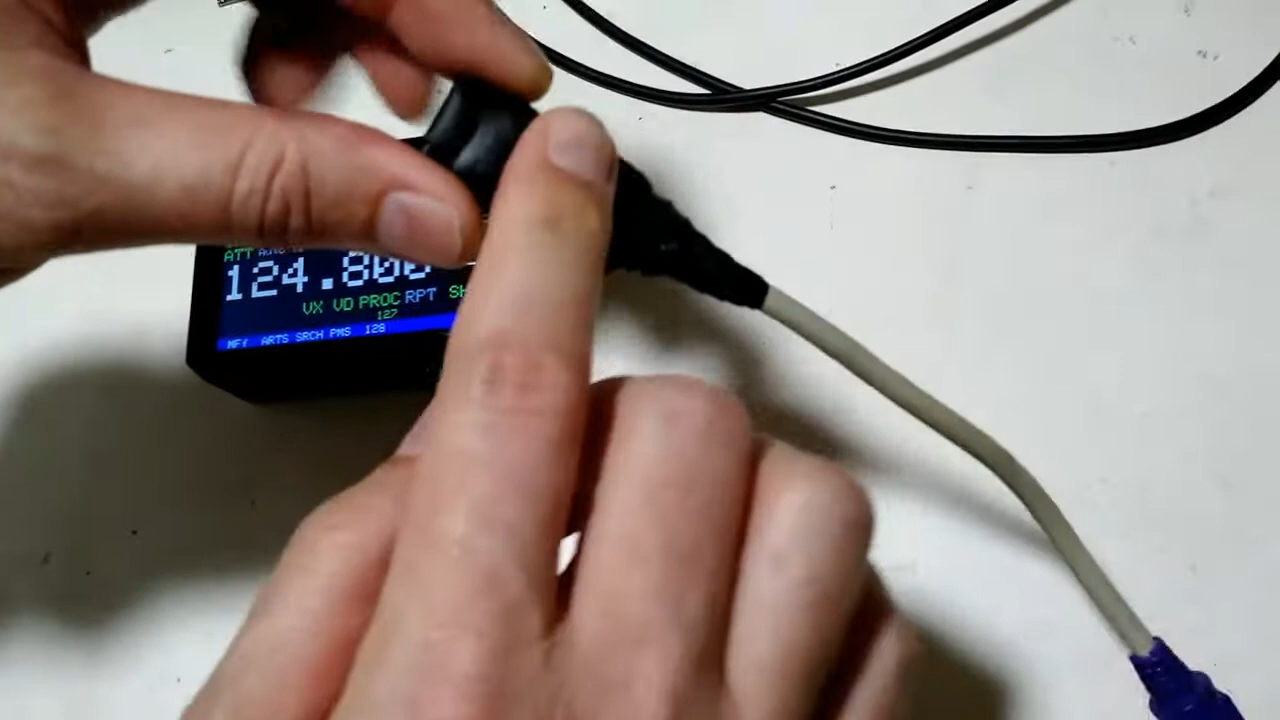 ATT
124.800
VX VD PROC RPT
127
ARTS SRCH PMS 128